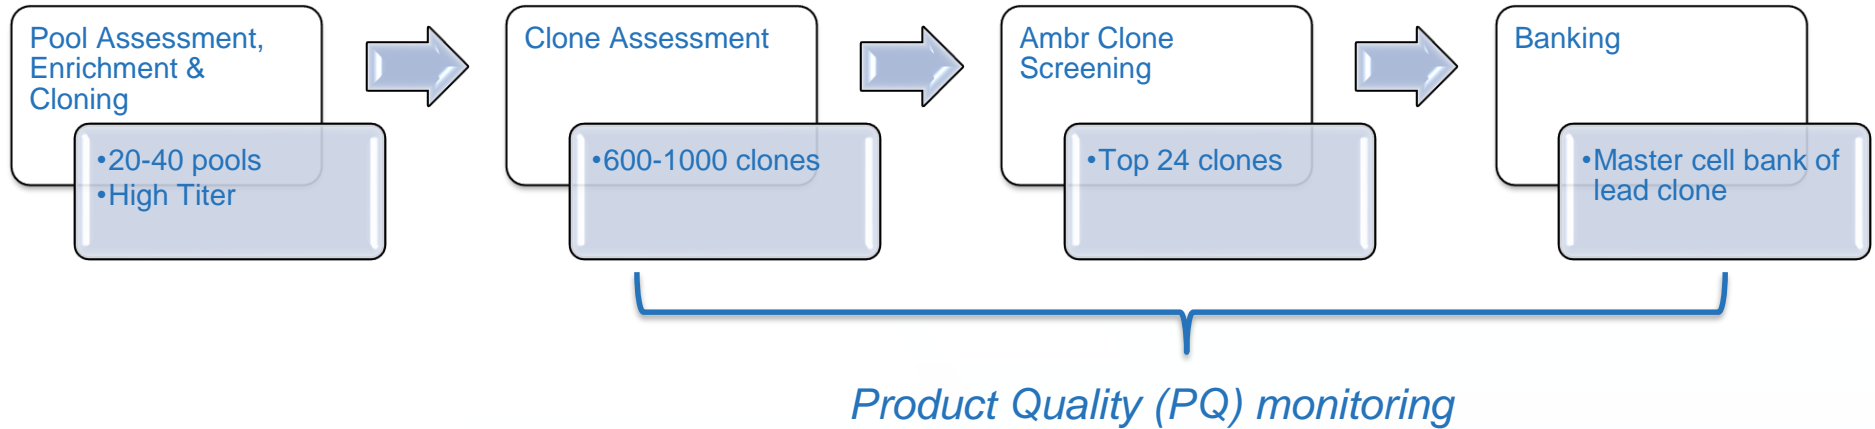 Pool Assessment,
Enrichment &
Cloning
•20-40 pools
•High Titer
Clone Assessment
•600-1000 clones
Ambr Clone
Screening
•Top 24 clones
Banking
•Master cell bank of
lead clone
Product Quality (PQ) monitoring